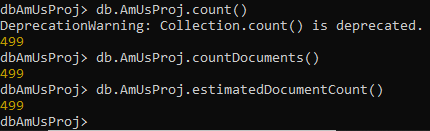 dbAmUsProj> db.AmUsProj.count()
DeprecationWarning: Collection.count() is deprecated.
499
dbAmUsProj> db.AmUsProj.countDocuments()
499
dbAmUsProj> db.AmUsProj.estimatedDocumentCount()
499
dbAmUsProj>